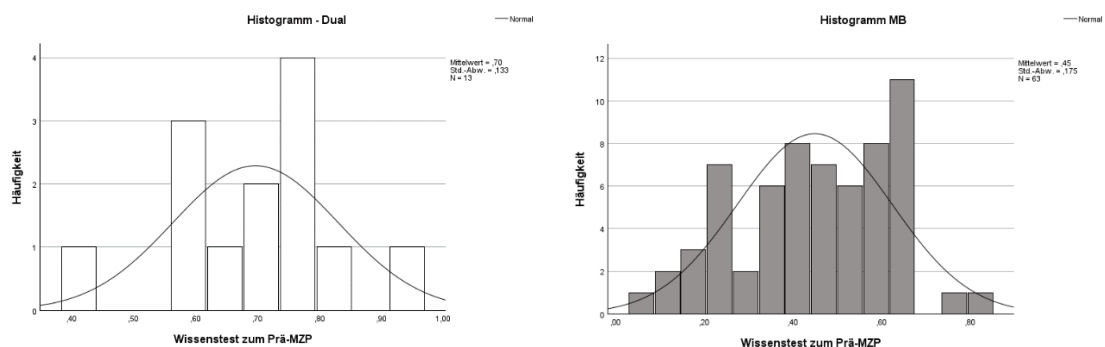 Histogramm - Dual
Normal
Mittelwert = ,70
Std.-Abw. = ,133
N = 13
Häufigkeit
4
3
2
1
0
,40 ,50 ,60 ,70 ,80 ,90 1,00
Wissenstest zum Prä-MZP
Histogramm MB
Normal
Mittelwert = ,45
Std.-Abw. = ,175
N = 63
Häufigkeit
12
10
8
6
4
2
0
,00 ,20 ,40 ,60 ,80
Wissenstest zum Prä-MZP